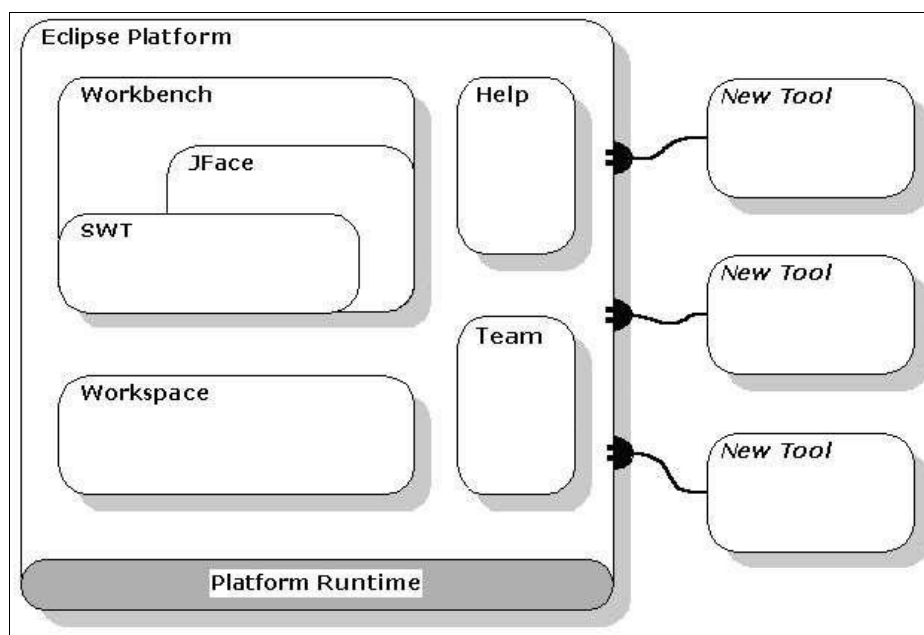 Eclipse Platform
Workbench
JFace
SWT
Workspace
Help
Team
Platform Runtime
New Tool
New Tool
New Tool